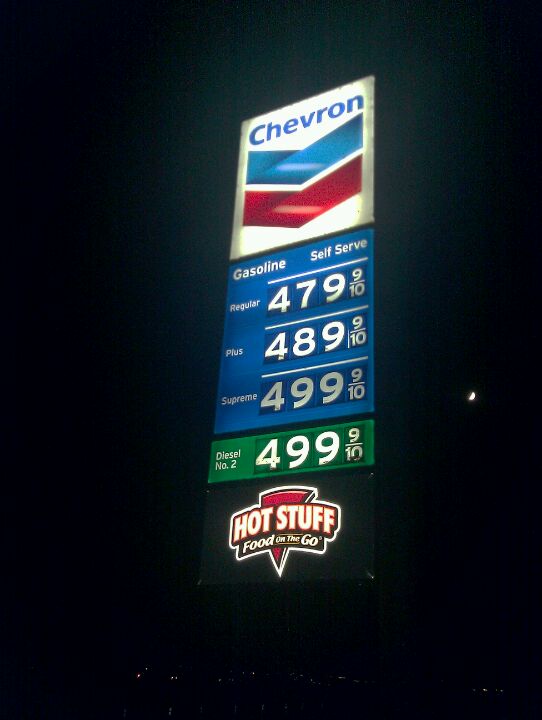 Chevron
Gasoline Self Serve
Regular 479 9/10
Plus 489 9/10
Supreme 499 9/10
Diesel No. 2 499 9/10
HOT STUFF
Food On The Go